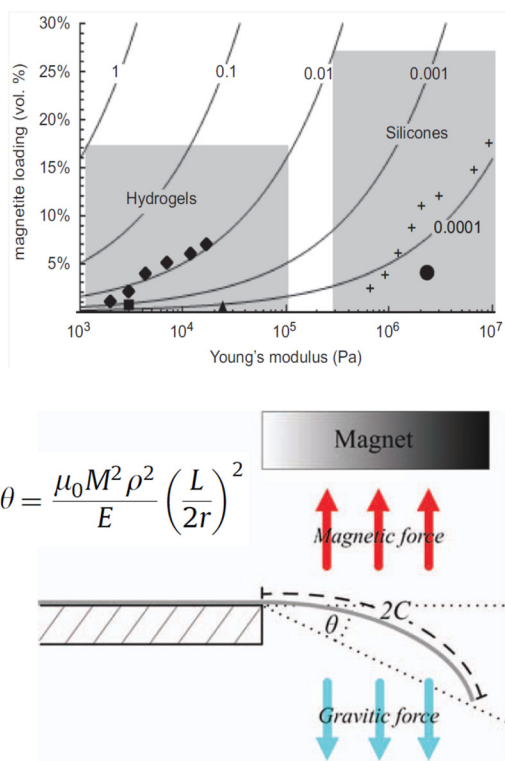 30%
25%
20%
15%
10%
5%
magnetite loading (vol. %)
1
0.1
0.01
0.001
0.0001
Hydrogels
Silicones
10³
10⁴
10⁵
10⁶
10⁷
Young's modulus (Pa)
Magnet
θ = μ₀M²ρ²/E (L/2r)²
Magnetic force
2C
θ
Gravitic force